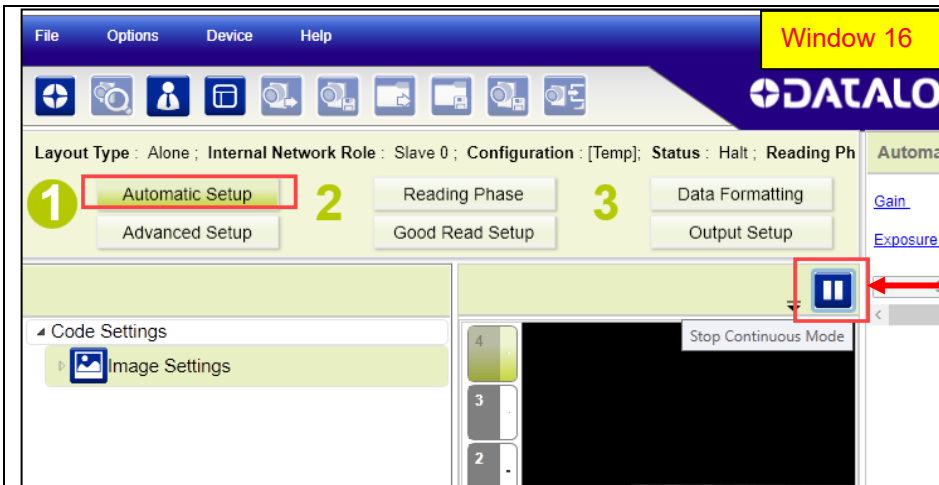 File Options Device Help
Window 16
DATALO
Layout Type : Alone ; Internal Network Role : Slave 0 ; Configuration : [Temp]; Status : Halt ; Reading Ph
Automa
1 Automatic Setup 2 Reading Phase 3 Data Formatting
Gain
Advanced Setup Good Read Setup Output Setup
Exposure
Code Settings
Stop Continuous Mode
Image Settings
4
3
2